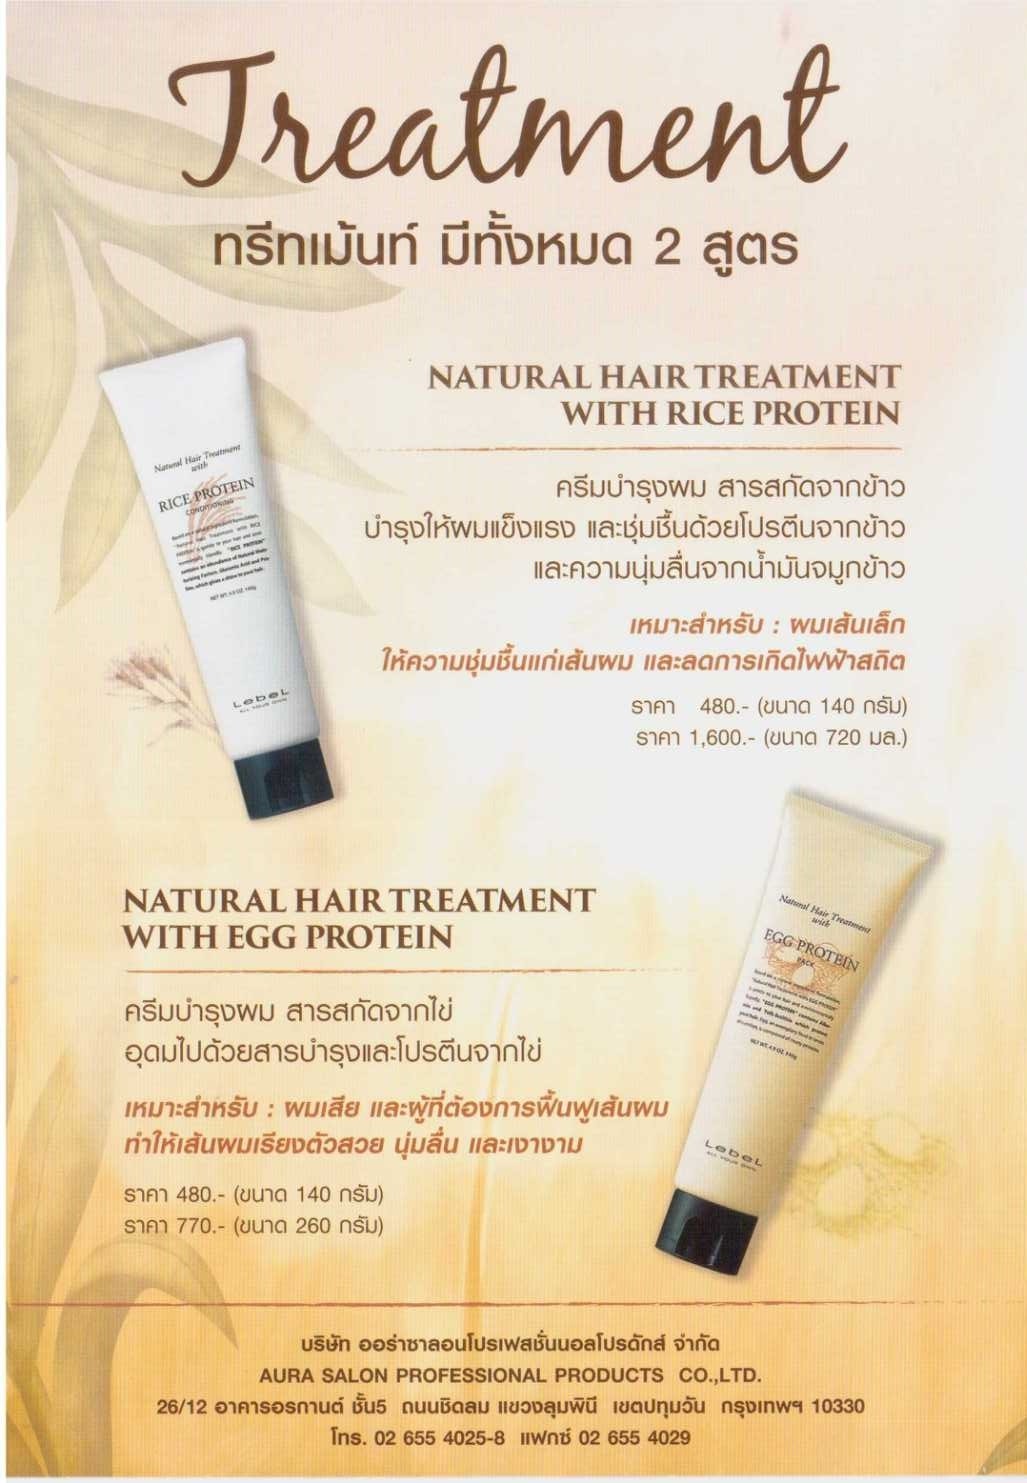 Treatment
ทรีทเม้นท์ มีทั้งหมด 2 สูตร
NATURAL HAIR TREATMENT
WITH RICE PROTEIN
ครีมบำรุงผม สารสกัดจากข้าว
บำรุงให้ผมแข็งแรง และชุ่มชื้นด้วยโปรตีนจากข้าว
และความนุ่มลื่นจากน้ำมันจมูกข้าว
เหมาะสำหรับ : ผมเส้นเล็ก
ให้ความชุ่มชื้นแก่เส้นผม และลดการเกิดไฟฟ้าสถิต
ราคา 480.- (ขนาด 140 กรัม)
ราคา 1,600.- (ขนาด 720 มล.)
Natural Hair Treatment
with
RICE PROTEIN
CONDITIONING
NET WT. 4.9 OZ. 140g
LebeL
ALL YOUR OWN
NATURAL HAIR TREATMENT
WITH EGG PROTEIN
ครีมบำรุงผม สารสกัดจากไข่
อุดมไปด้วยสารบำรุงและโปรตีนจากไข่
เหมาะสำหรับ : ผมเสีย และผู้ที่ต้องการฟื้นฟูเส้นผม
ทำให้เส้นผมเรียงตัวสวย นุ่มลื่น และเงางาม
ราคา 480.- (ขนาด 140 กรัม)
ราคา 770.- (ขนาด 260 กรัม)
Natural Hair Treatment
with
EGG PROTEIN
PACK
NET WT. 4.9 OZ. 140g
LebeL
ALL YOUR OWN
บริษัท ออร่าซาลอนโปรเฟสชั่นนอลโปรดักส์ จำกัด
AURA SALON PROFESSIONAL PRODUCTS CO.,LTD.
26/12 อาคารอรกานต์ ชั้น5 ถนนชิดลม แขวงลุมพินี เขตปทุมวัน กรุงเทพฯ 10330
โทร. 02 655 4025-8 แฟกซ์ 02 655 4029